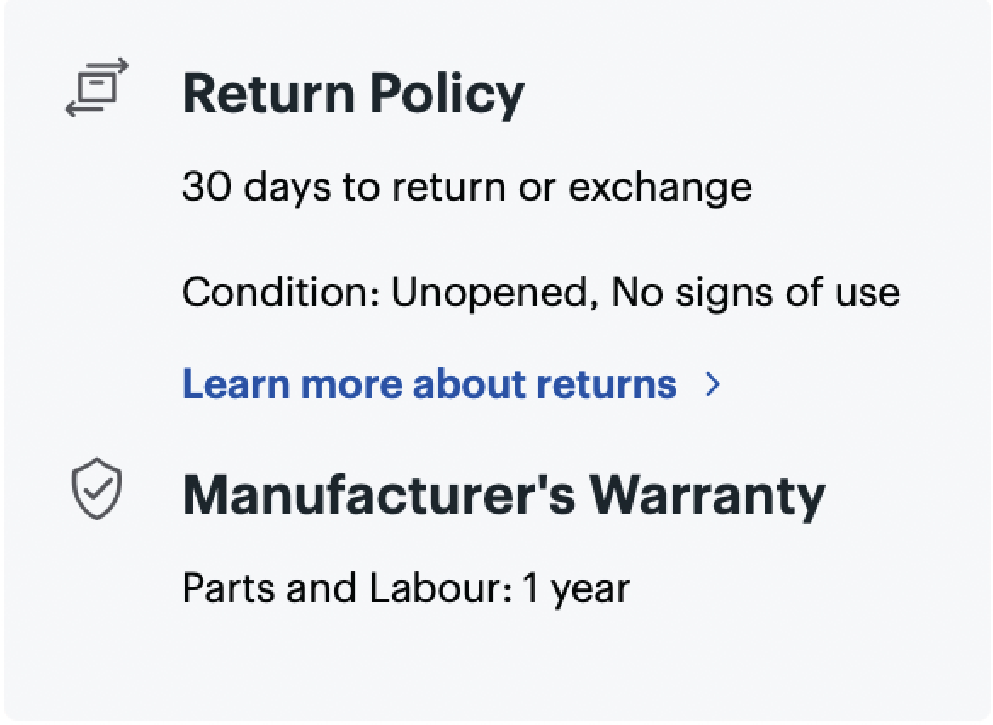 Return Policy
30 days to return or exchange
Condition: Unopened, No signs of use
Learn more about returns
Manufacturer's Warranty
Parts and Labour: 1 year